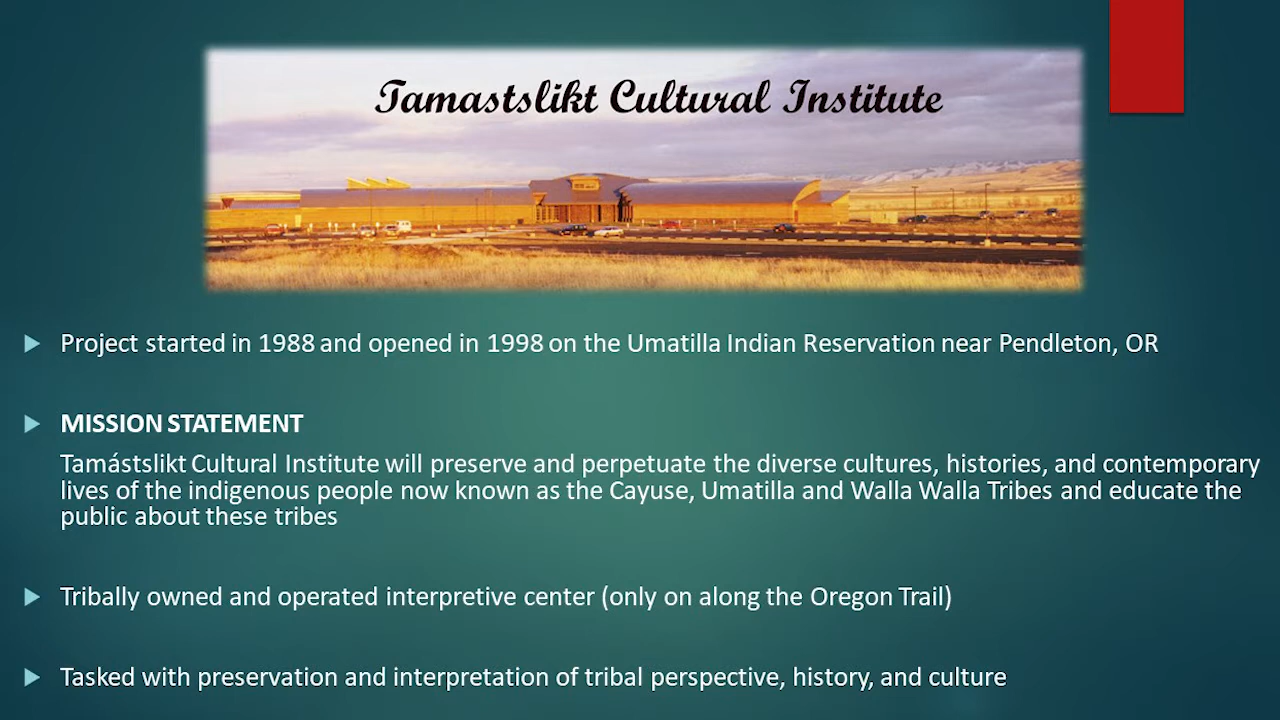 Tamastslikt Cultural Institute
Project started in 1988 and opened in 1998 on the Umatilla Indian Reservation near Pendleton, OR
MISSION STATEMENT
Tamástslikt Cultural Institute will preserve and perpetuate the diverse cultures, histories, and contemporary
lives of the indigenous people now known as the Cayuse, Umatilla and Walla Walla Tribes and educate the
public about these tribes
Tribally owned and operated interpretive center (only on along the Oregon Trail)
Tasked with preservation and interpretation of tribal perspective, history, and culture